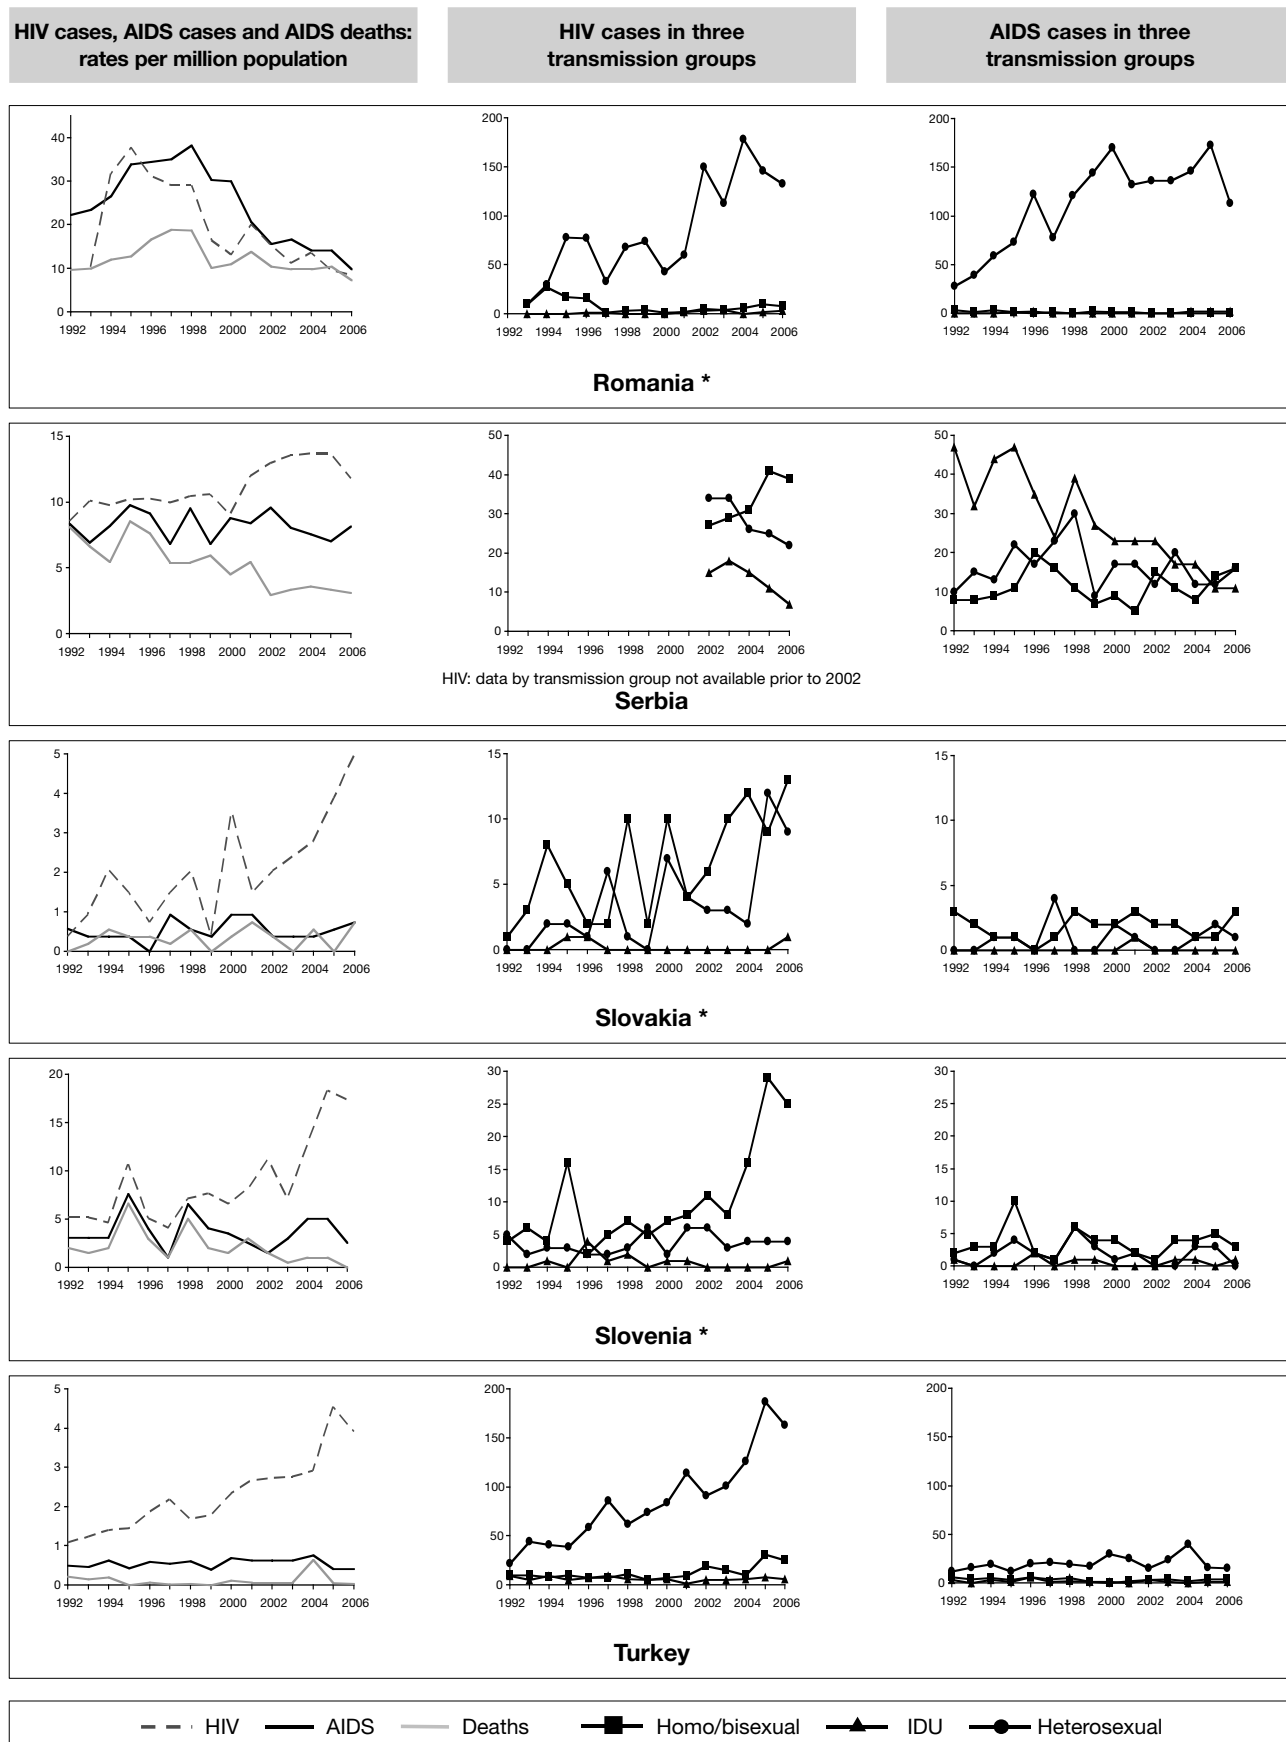 HIV cases, AIDS cases and AIDS deaths:
rates per million population
HIV cases in three
transmission groups
AIDS cases in three
transmission groups
40
30
20
10
0
1992 1994 1996 1998 2000 2002 2004 2006
200
150
100
50
0
1992 1994 1996 1998 2000 2002 2004 2006
200
150
100
50
0
1992 1994 1996 1998 2000 2002 2004 2006
Romania *
15
10
5
0
1992 1994 1996 1998 2000 2002 2004 2006
50
40
30
20
10
0
1992 1994 1996 1998 2000 2002 2004 2006
50
40
30
20
10
0
1992 1994 1996 1998 2000 2002 2004 2006
HIV: data by transmission group not available prior to 2002
Serbia
5
4
3
2
1
0
1992 1994 1996 1998 2000 2002 2004 2006
15
10
5
0
1992 1994 1996 1998 2000 2002 2004 2006
15
10
5
0
1992 1994 1996 1998 2000 2002 2004 2006
Slovakia *
20
15
10
5
0
1992 1994 1996 1998 2000 2002 2004 2006
30
25
20
15
10
5
0
1992 1994 1996 1998 2000 2002 2004 2006
30
25
20
15
10
5
0
1992 1994 1996 1998 2000 2002 2004 2006
Slovenia *
5
4
3
2
1
0
1992 1994 1996 1998 2000 2002 2004 2006
200
150
100
50
0
1992 1994 1996 1998 2000 2002 2004 2006
200
150
100
50
0
1992 1994 1996 1998 2000 2002 2004 2006
Turkey
HIV AIDS Deaths Homo/bisexual IDU Heterosexual